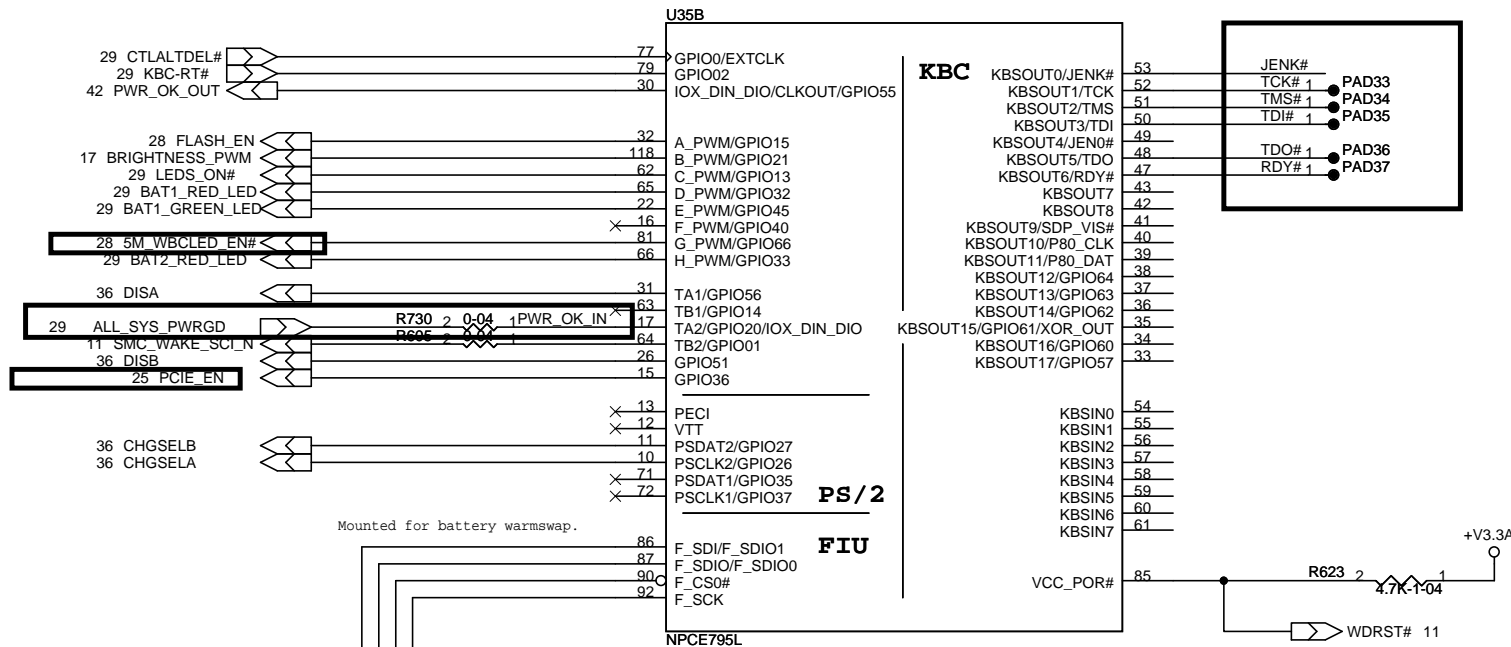 U35B
29 CTLALTDEL# 77 GPIO0/EXTCLK
29 KBC-RT# 79 GPIO02
42 PWR_OK_OUT 30 IOX_DIN_DIO/CLKOUT/GPIO55
28 FLASH_EN 32 A_PWM/GPIO15
17 BRIGHTNESS_PWM 118 B_PWM/GPIO21
29 LEDS_ON# 62 C_PWM/GPIO13
29 BAT1_RED_LED 65 D_PWM/GPIO32
29 BAT1_GREEN_LED 22 E_PWM/GPIO45
16 F_PWM/GPIO40
28 5M_WBCLED_EN# 81 G_PWM/GPIO66
29 BAT2_RED_LED 66 H_PWM/GPIO33
36 DISA 31 TA1/GPIO56
63 TB1/GPIO14
29 ALL_SYS_PWRGD R730 2 0-04 1 PWR_OK_IN 17 TA2/GPIO20/IOX_DIN_DIO
11 SMC_WAKE_SCI_N R605 2 0-04 1 64 TB2/GPIO01
36 DISB 26 GPIO51
25 PCIE_EN 15 GPIO36
13 PECI
12 VTT
36 CHGSELB 11 PSDAT2/GPIO27
36 CHGSELA 10 PSCLK2/GPIO26
71 PSDAT1/GPIO35
72 PSCLK1/GPIO37
PS/2
Mounted for battery warmswap.
FIU
86 F_SDI/F_SDIO1
87 F_SDIO/F_SDIO0
90 F_CS0#
92 F_SCK
KBC
KBSOUT0/JENK# 53 JENK#
KBSOUT1/TCK 52 TCK# 1 PAD33
KBSOUT2/TMS 51 TMS# 1 PAD34
KBSOUT3/TDI 50 TDI# 1 PAD35
KBSOUT4/JEN0# 49
KBSOUT5/TDO 48 TDO# 1 PAD36
KBSOUT6/RDY# 47 RDY# 1 PAD37
KBSOUT7 43
KBSOUT8 42
KBSOUT9/SDP_VIS# 41
KBSOUT10/P80_CLK 40
KBSOUT11/P80_DAT 39
KBSOUT12/GPIO64 38
KBSOUT13/GPIO63 37
KBSOUT14/GPIO62 36
KBSOUT15/GPIO61/XOR_OUT 35
KBSOUT16/GPIO60 34
KBSOUT17/GPIO57 33
KBSIN0 54
KBSIN1 55
KBSIN2 56
KBSIN3 57
KBSIN4 58
KBSIN5 59
KBSIN6 60
KBSIN7 61
+V3.3A
VCC_POR# 85 R623 2 4.7K-1-04 1
WDRST# 11
NPCE795L